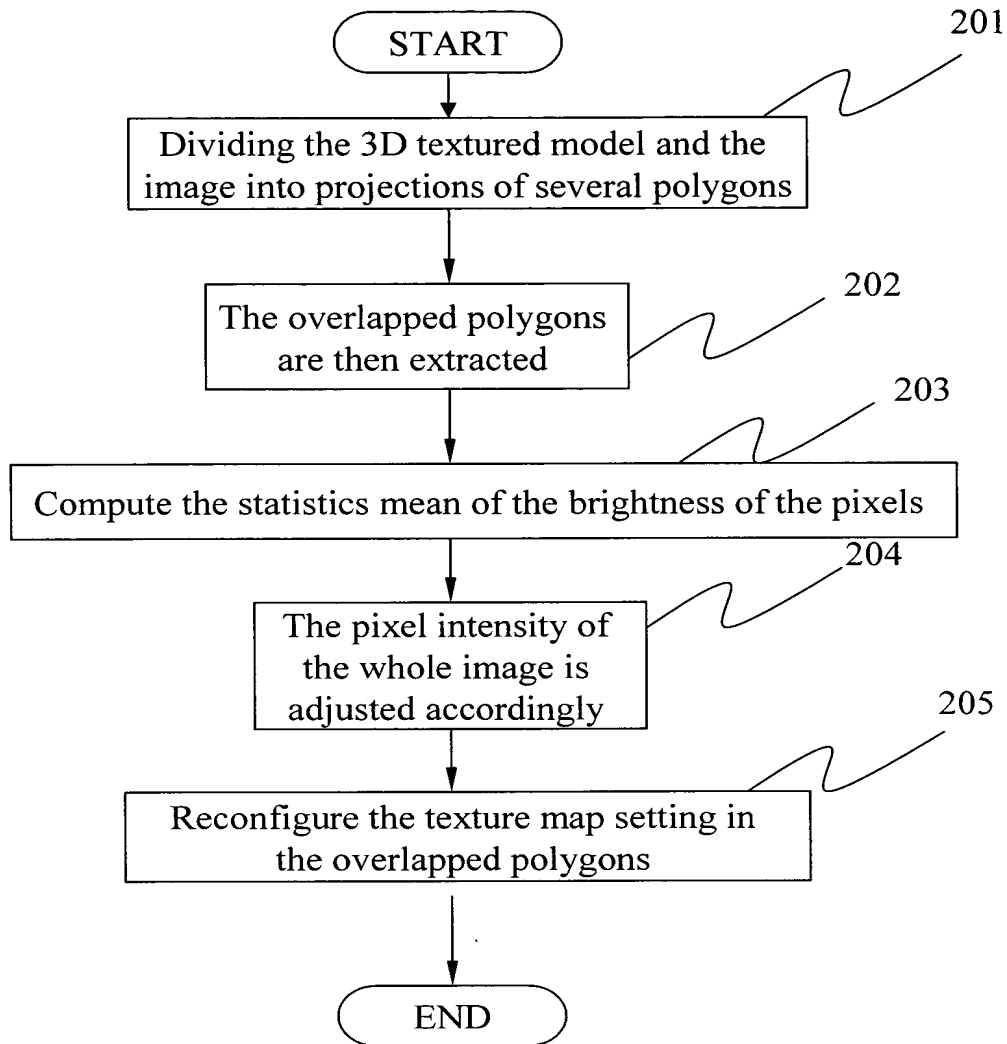 START
201
Dividing the 3D textured model and the
image into projections of several polygons
202
The overlapped polygons
are then extracted
203
Compute the statistics mean of the brightness of the pixels
204
The pixel intensity of
the whole image is
adjusted accordingly
205
Reconfigure the texture map setting in
the overlapped polygons
END